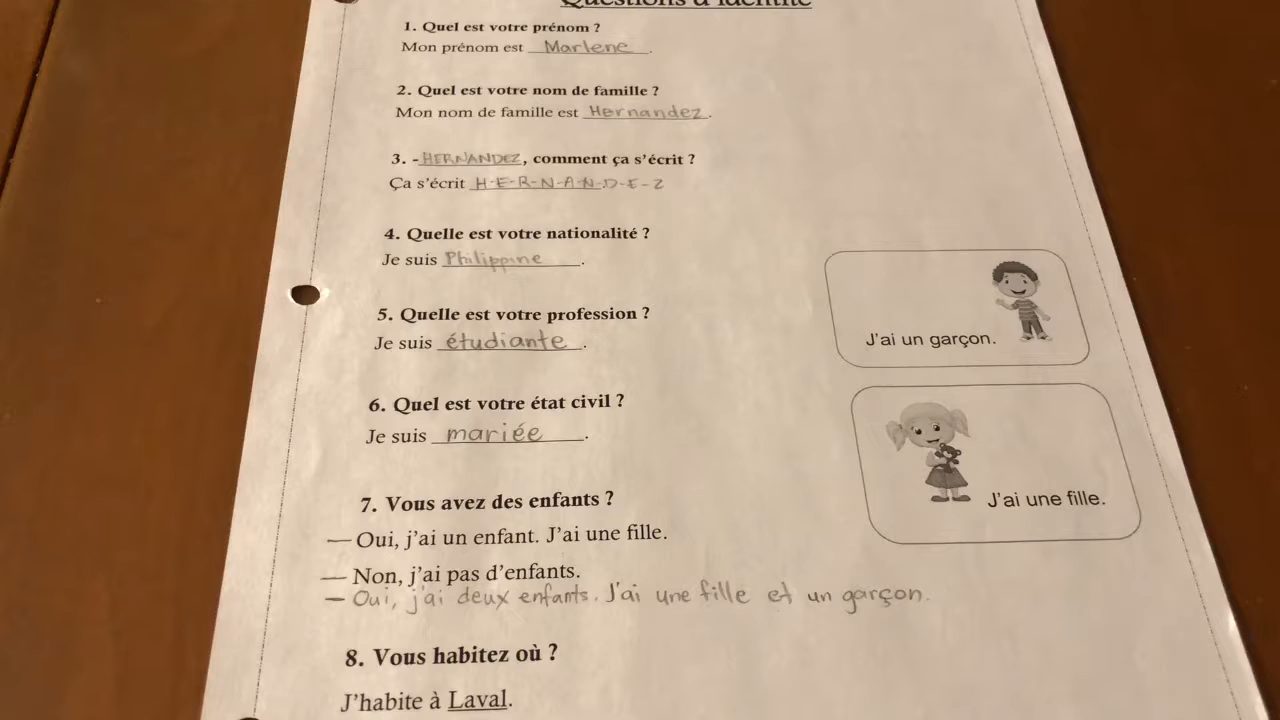 Questions d'identité
1. Quel est votre prénom ?
Mon prénom est Marlene.
2. Quel est votre nom de famille ?
Mon nom de famille est Hernandez.
3. -HERNANDEZ, comment ça s'écrit ?
Ça s'écrit H-E-R-N-A-N-D-E-Z
4. Quelle est votre nationalité ?
Je suis Philippine.
5. Quelle est votre profession ?
Je suis étudiante.
J'ai un garçon.
6. Quel est votre état civil ?
Je suis mariée.
7. Vous avez des enfants ?
J'ai une fille.
— Oui, j'ai un enfant. J'ai une fille.
— Non, j'ai pas d'enfants.
— Oui, j'ai deux enfants. J'ai une fille et un garçon.
8. Vous habitez où ?
J'habite à Laval.